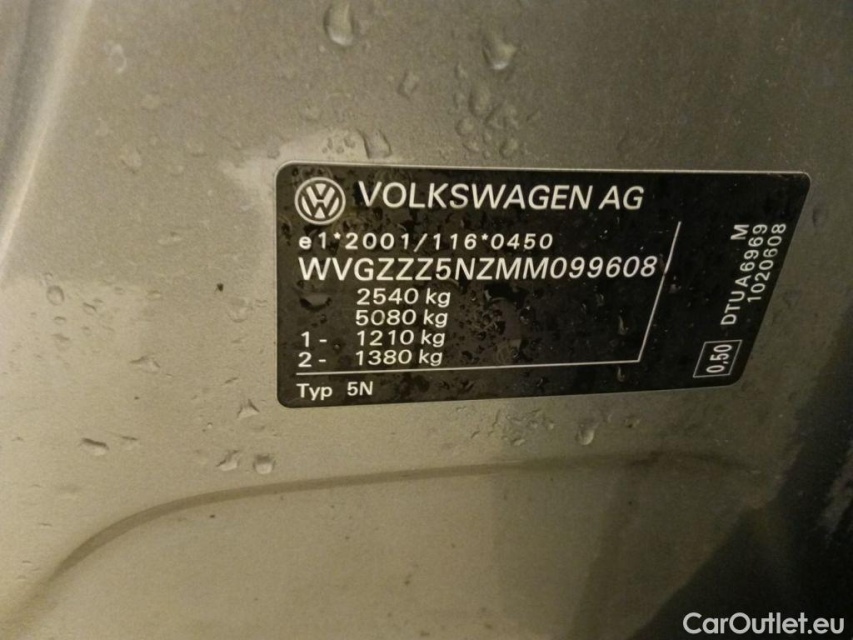 VOLKSWAGEN AG
e1*2001/116*0450
WVGZZZ5NZMM099608
2540 kg
5080 kg
1- 1210 kg
2- 1380 kg
Typ 5N
M
DTUA6969
1020608
0,50
CarOutlet.eu